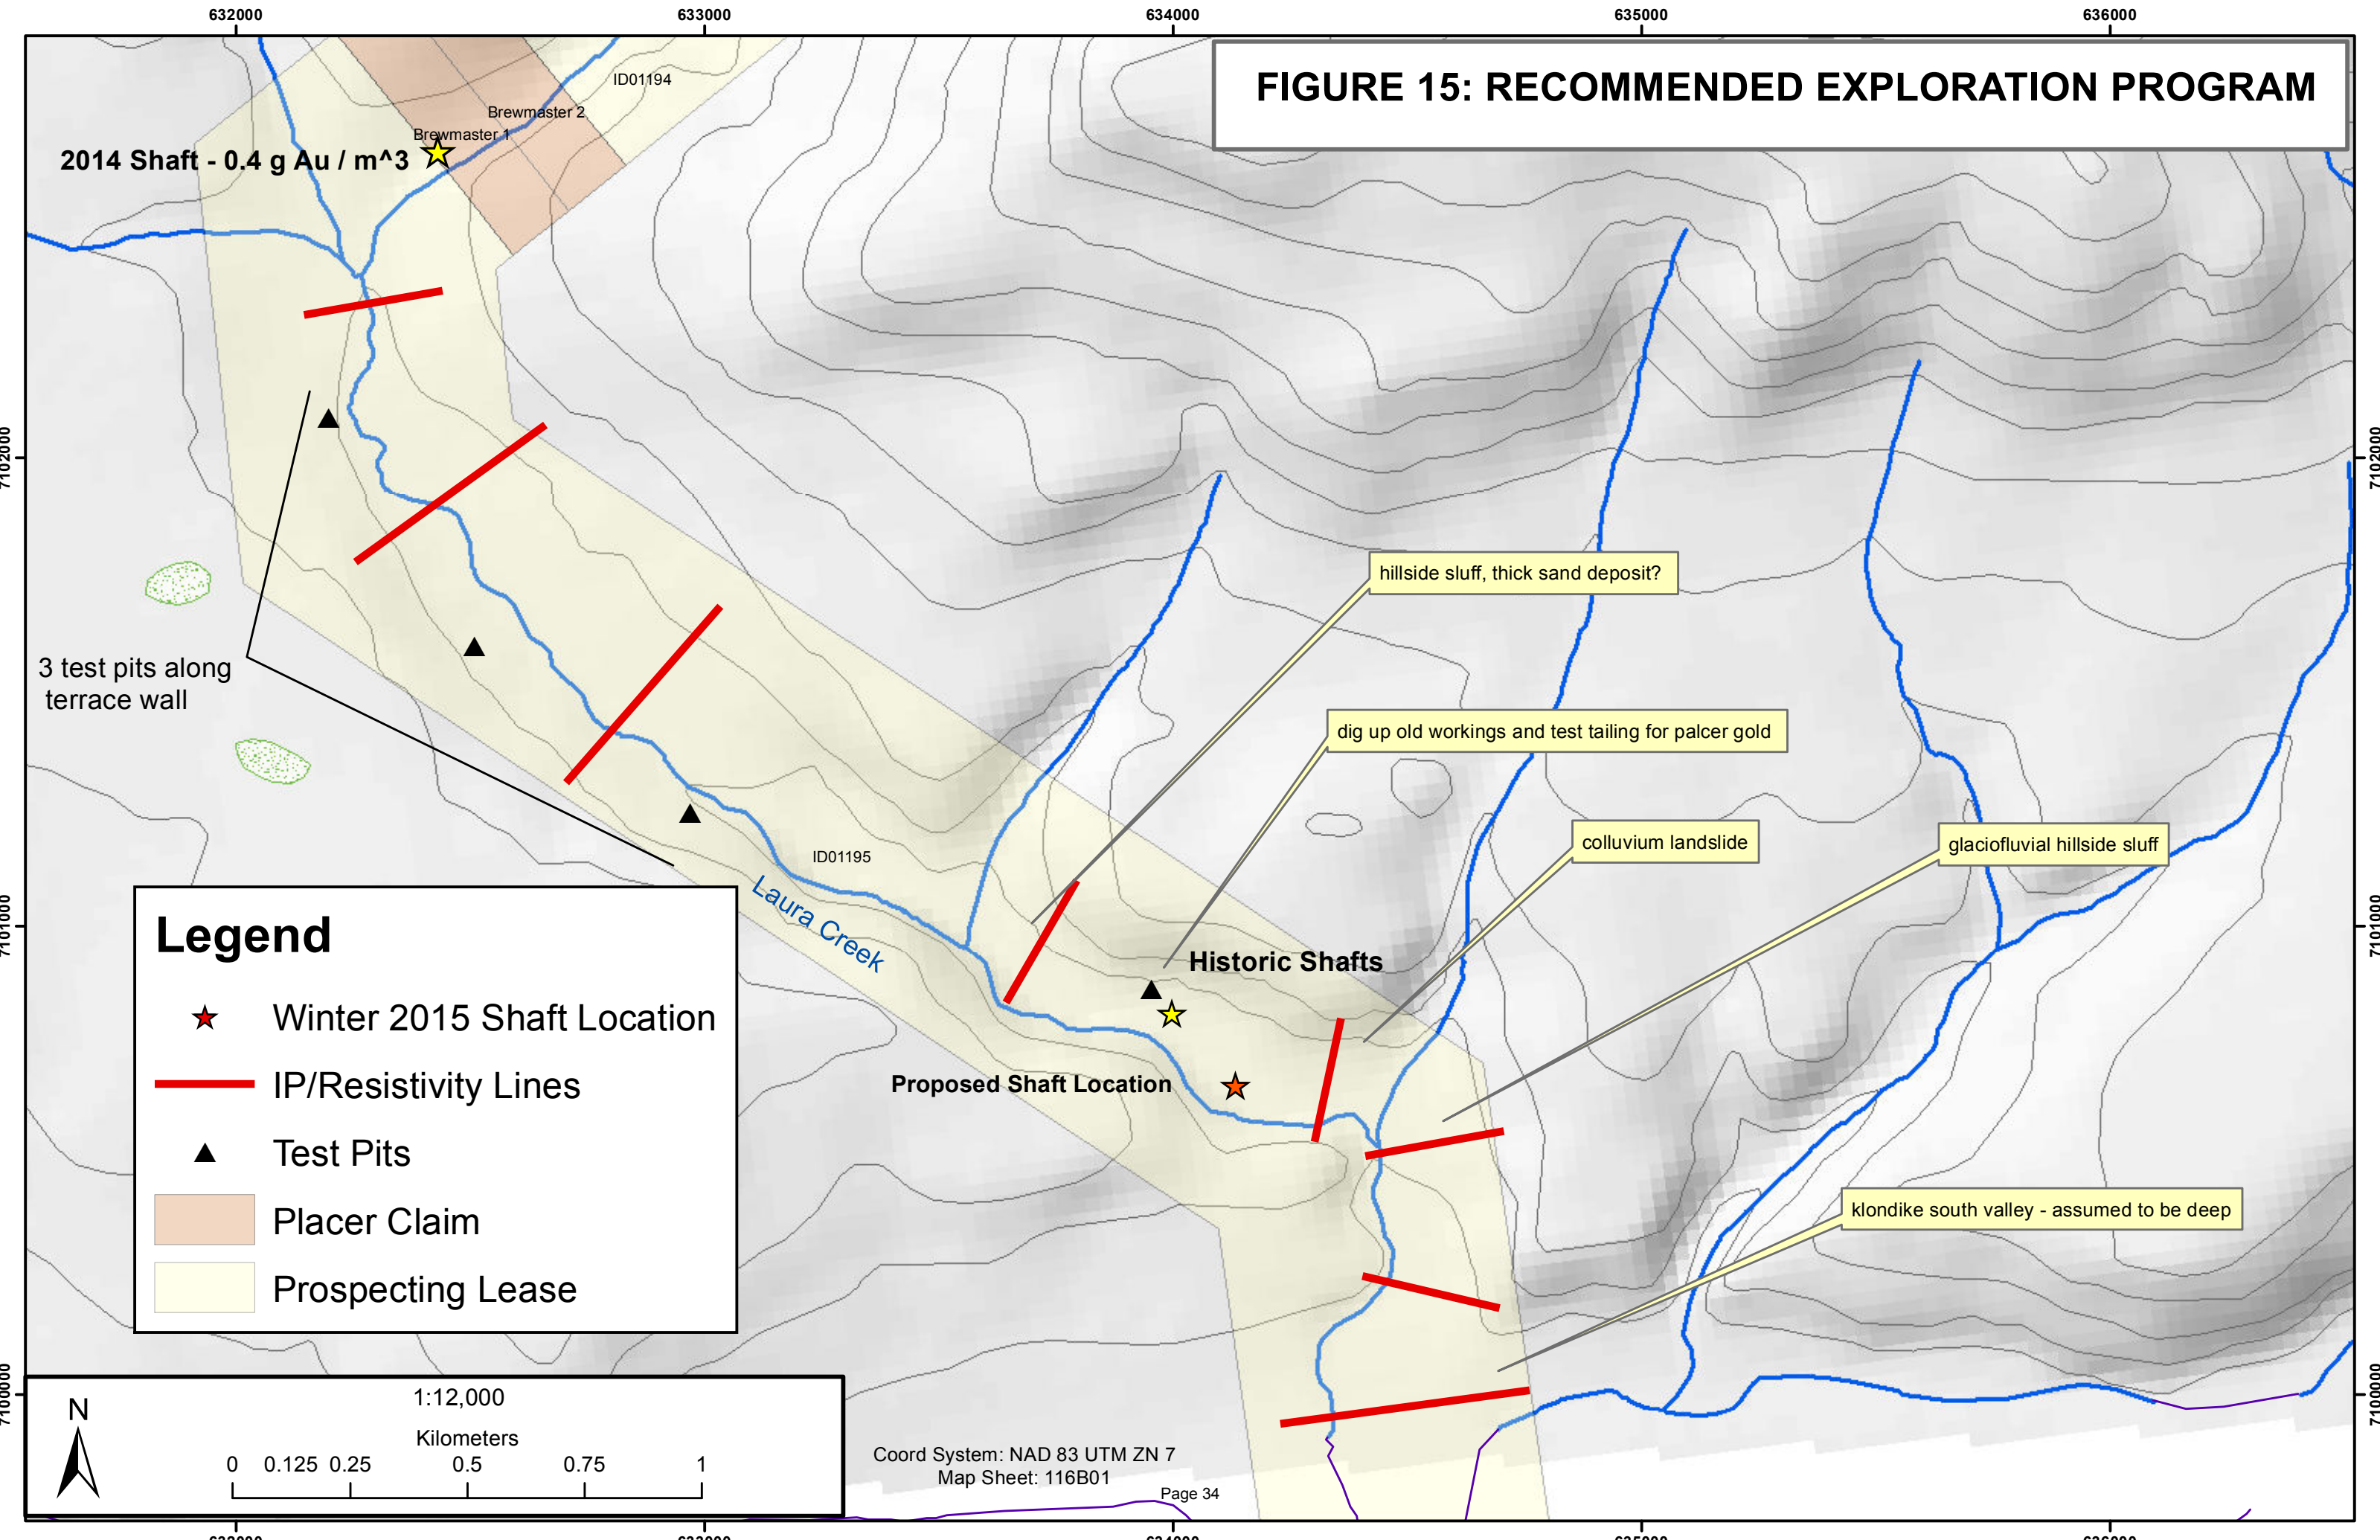 632000
633000
634000
635000
636000
FIGURE 15: RECOMMENDED EXPLORATION PROGRAM
ID01194
Brewmaster 2
Brewmaster 1
2014 Shaft - 0.4 g Au / m^3
7102000
7102000
hillside sluff, thick sand deposit?
3 test pits along
terrace wall
dig up old workings and test tailing for palcer gold
colluvium landslide
glaciofluvial hillside sluff
ID01195
Laura Creek
7101000
7101000
Historic Shafts
Proposed Shaft Location
klondike south valley - assumed to be deep
Legend
Winter 2015 Shaft Location
IP/Resistivity Lines
Test Pits
Placer Claim
Prospecting Lease
7100000
7100000
N
1:12,000
Kilometers
0 0.125 0.25 0.5 0.75 1
Coord System: NAD 83 UTM ZN 7
Map Sheet: 116B01
Page 34
632000
633000
634000
635000
636000